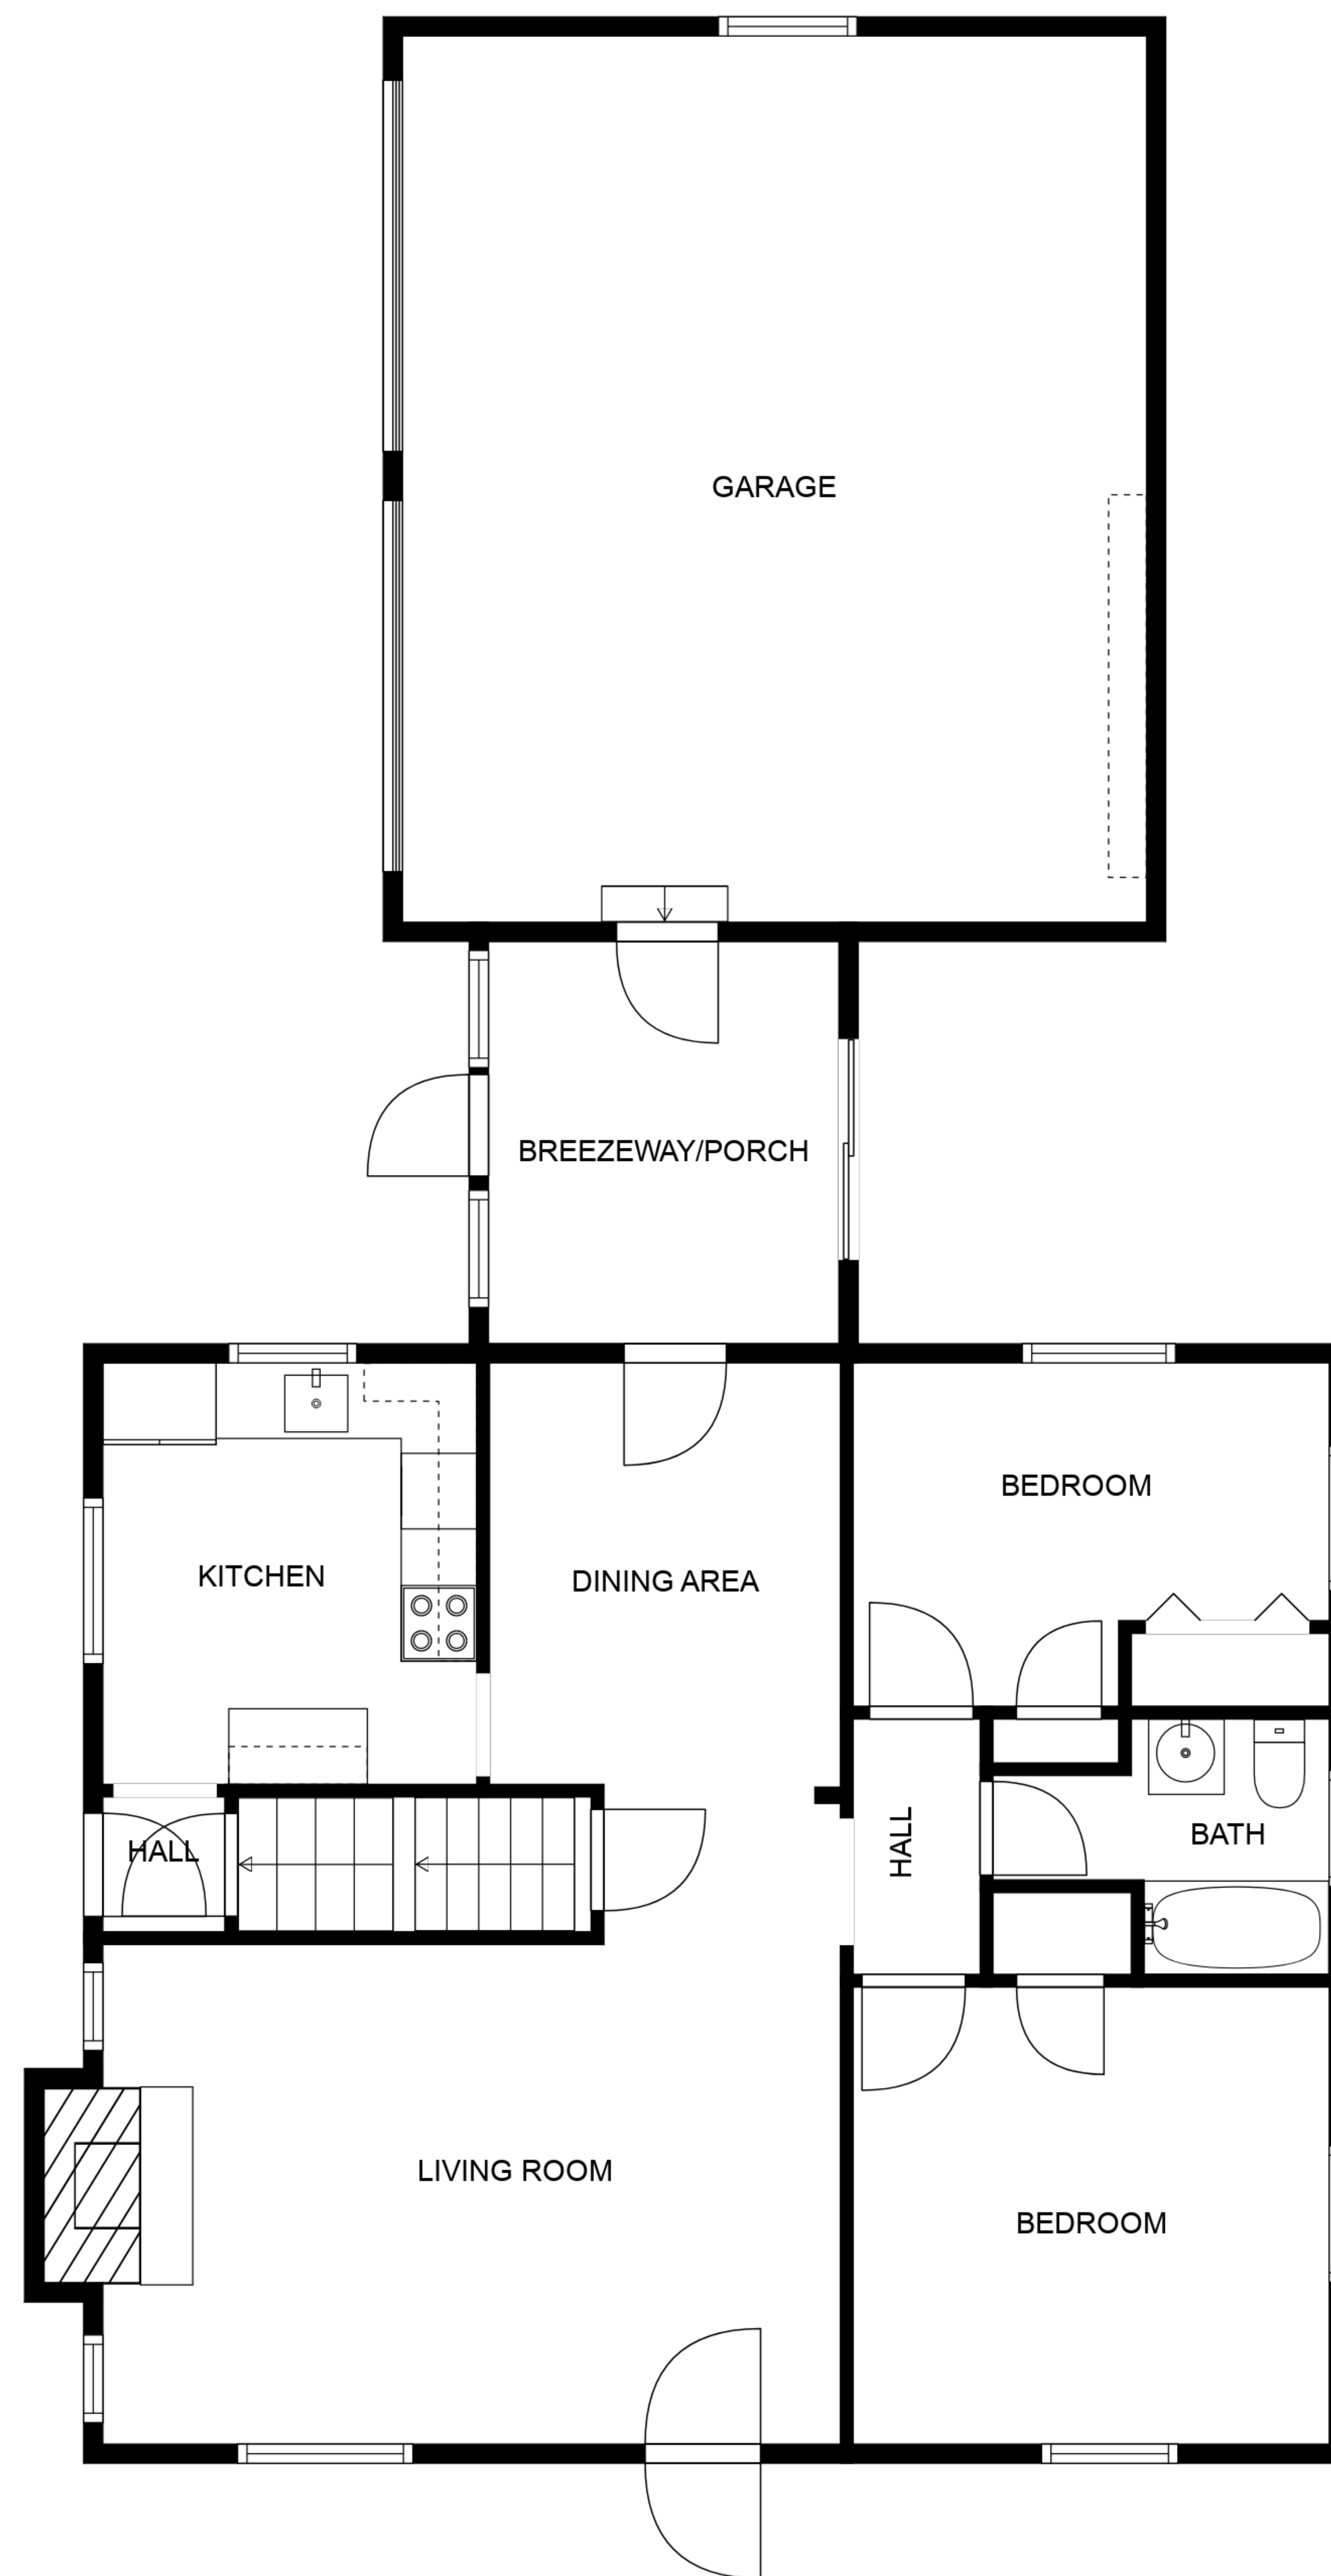 GARAGE
BREEZEWAY/PORCH
BEDROOM
KITCHEN
DINING AREA
HALL
HALL
BATH
LIVING ROOM
BEDROOM